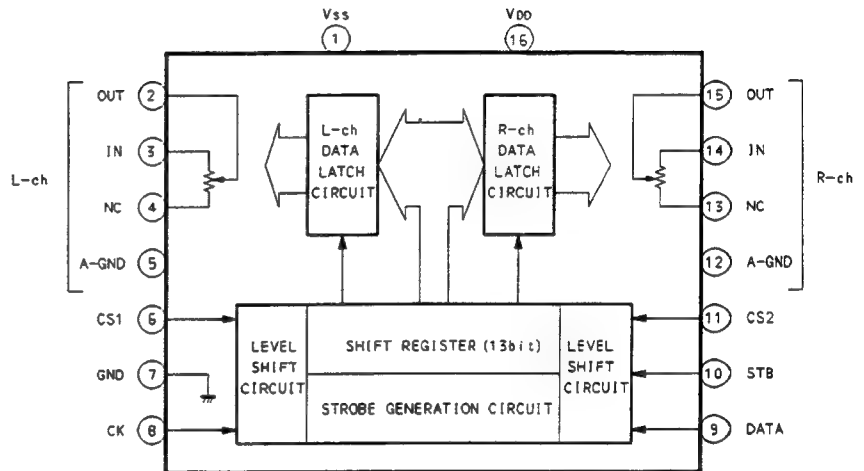 VSS VDD
1 16
OUT 2 15 OUT
L-ch
DATA
LATCH
CIRCUIT
R-ch
DATA
LATCH
CIRCUIT
IN 3 14 IN
L-ch R-ch
NC 4 13 NC
A-GND 5 12 A-GND
CS1 6 11 CS2
LEVEL
SHIFT
CIRCUIT
SHIFT REGISTER (13bit)
LEVEL
SHIFT
CIRCUIT
GND 7 10 STB
STROBE GENERATION CIRCUIT
CK 8 9 DATA